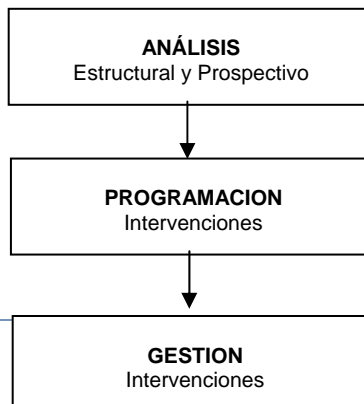 ANÁLISIS
Estructural y Prospectivo
PROGRAMACION
Intervenciones
GESTION
Intervenciones